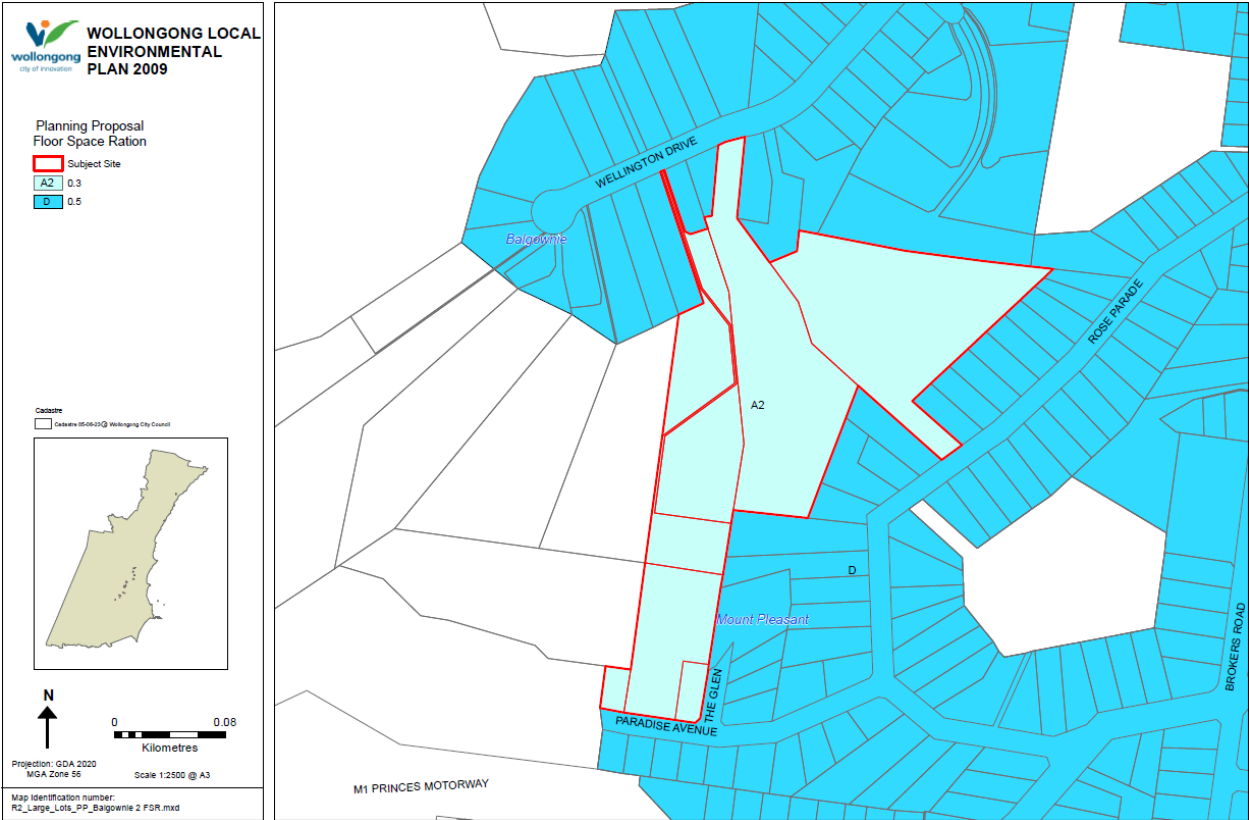 wollongong
city of innovation
WOLLONGONG LOCAL
ENVIRONMENTAL
PLAN 2009
Planning Proposal
Floor Space Ration
Subject Site
A2 0.3
D 0.5
Cadastre
Cadastre 05-06-23@ Wollongong City Council
N
0 0.08
Kilometres
Projection: GDA 2020
MGA Zone 56
Scale 1:2500 @ A3
Map identification number:
R2_Large_Lots_PP_Balgownie 2 FSR.mxd
WELLINGTON DRIVE
Balgownie
ROSE PARADE
A2
D
Mount Pleasant
BROKERS ROAD
THE GLEN
PARADISE AVENUE
M1 PRINCES MOTORWAY